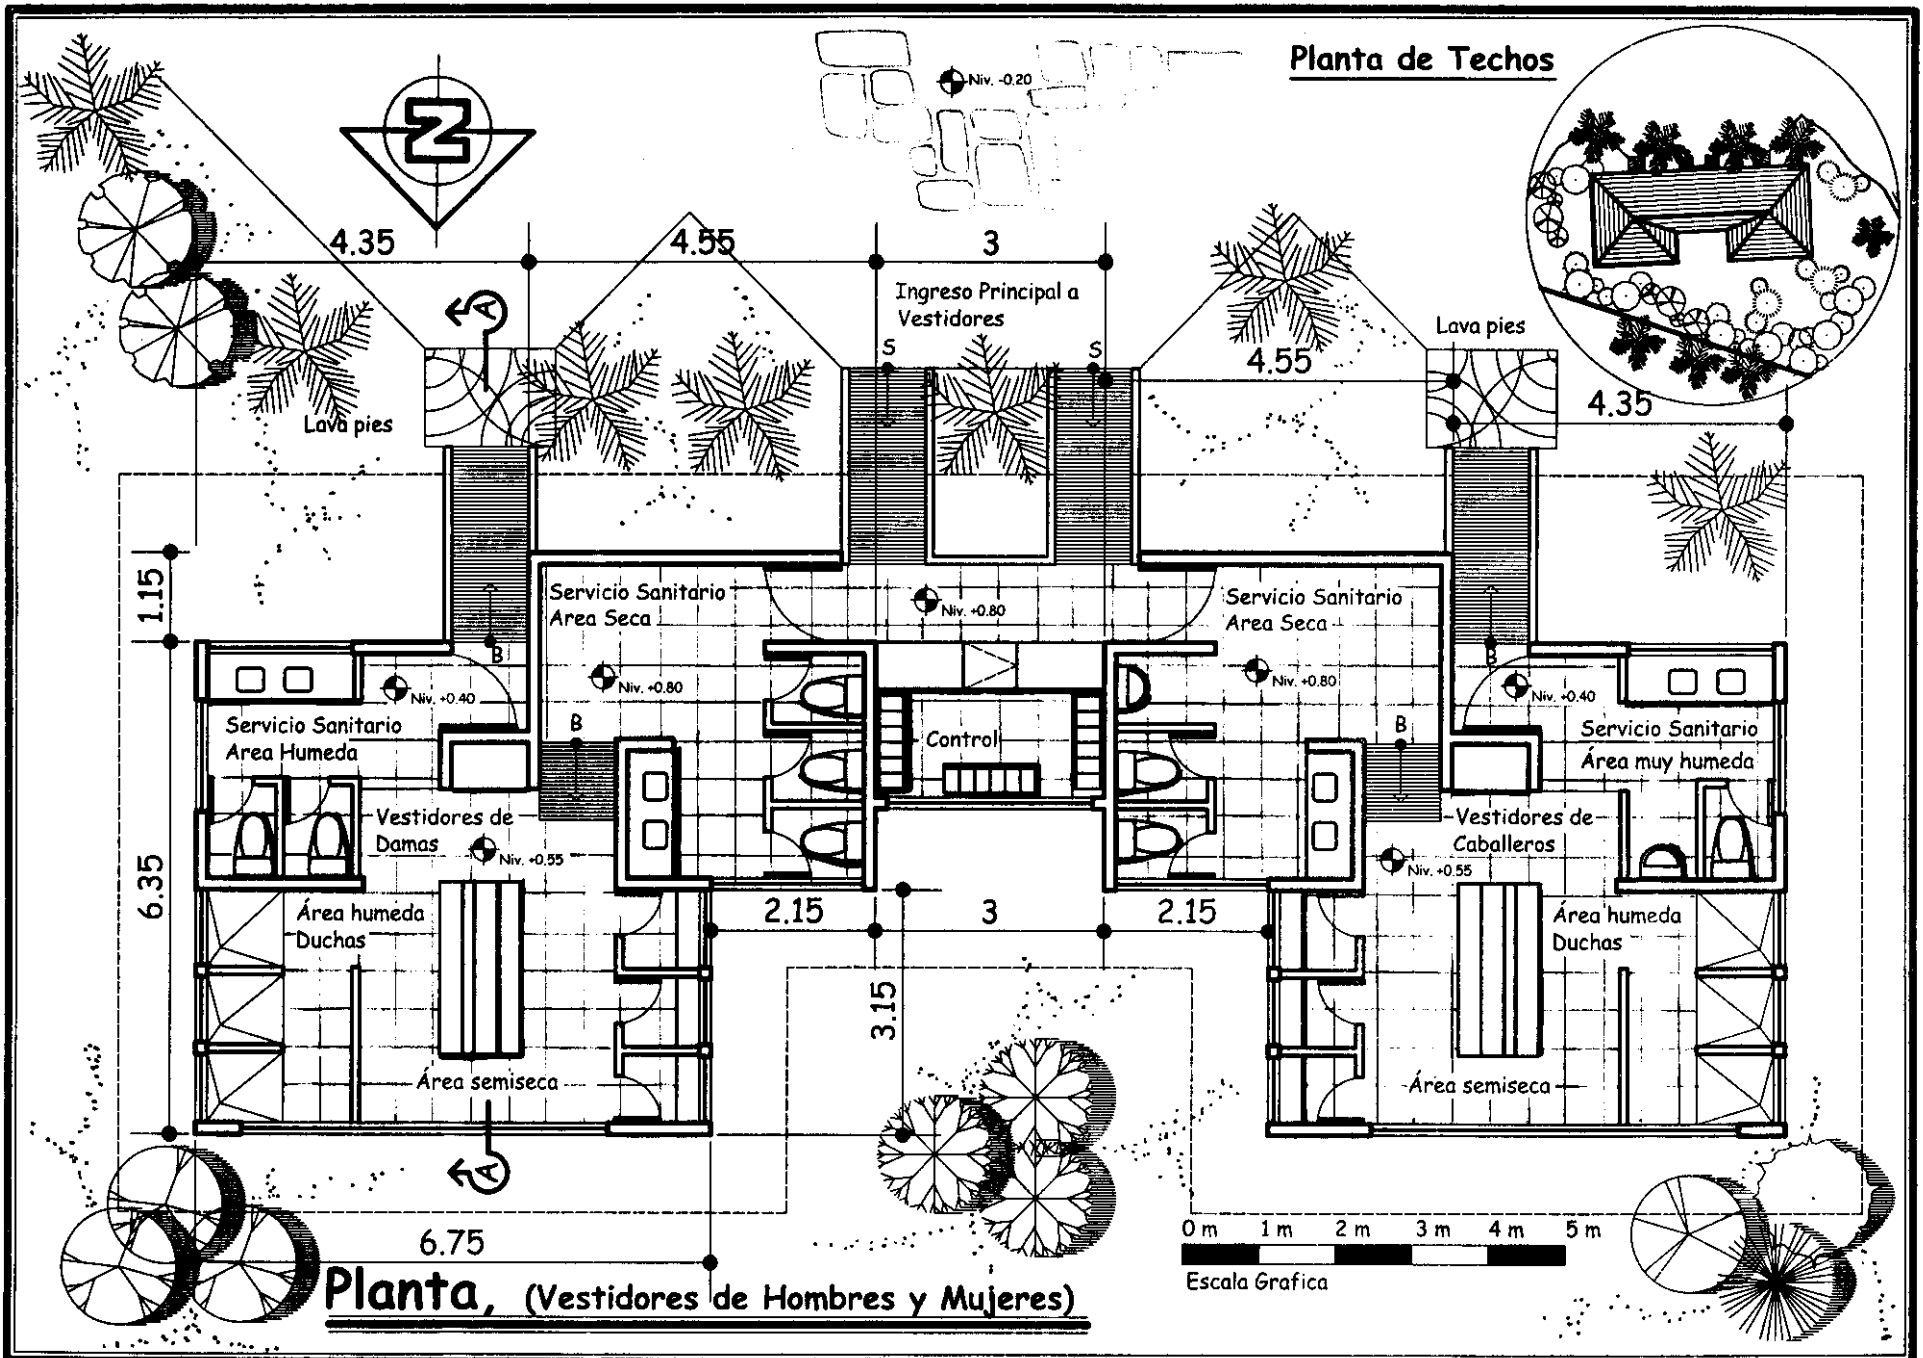 Planta de Techos
Niv. -0.20
N
4.35
4.55
3
A
Ingreso Principal a
Vestidores
S
S
Lava pies
4.55
4.35
Lava pies
1.15
Servicio Sanitario
Area Seca
Niv. +0.80
Servicio Sanitario
Area Seca
B
B
Niv. +0.40
Niv. +0.80
Niv. +0.80
Niv. +0.40
Servicio Sanitario
Area Humeda
B
Control
B
Servicio Sanitario
Área muy humeda
Vestidores de
Damas
Niv. +0.55
Vestidores de
Caballeros
Niv. +0.55
6.35
Área humeda
Duchas
2.15
3
2.15
Área humeda
Duchas
3.15
Área semiseca
Área semiseca
A
6.75
0 m 1 m 2 m 3 m 4 m 5 m
Escala Grafica
Planta, (Vestidores de Hombres y Mujeres)